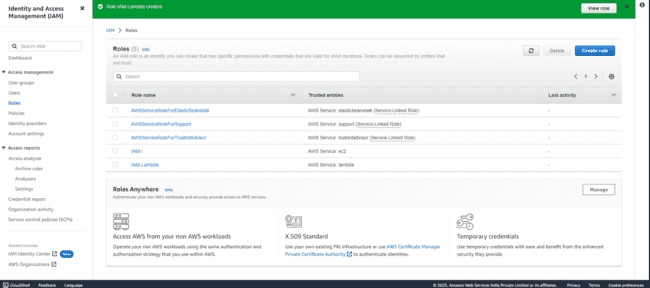 Identity and Access
Management (IAM)
Role IAM-Lambda created.
View role
Search IAM
Dashboard
Access management
User groups
Users
Roles
Policies
Identity providers
Account settings
Access reports
Access analyzer
Archive rules
Analyzers
Settings
Credential report
Organization activity
Service control policies (SCPs)
Related consoles
IAM Identity Center New
AWS Organizations
IAM > Roles
Roles (5) Info
An IAM role is an identity you can create that has specific permissions with credentials that are valid for short durations. Roles can be assumed by entities that
you trust.
Delete
Create role
Search
1
Role name Trusted entities Last activity
AWSServiceRoleForElasticBeanstalk AWS Service: elasticbeanstalk (Service-Linked Role) -
AWSServiceRoleForSupport AWS Service: support (Service-Linked Role) -
AWSServiceRoleForTrustedAdvisor AWS Service: trustedadvisor (Service-Linked Role) -
AWS Service: ec2 -
IAM-Lambda AWS Service: lambda -
Roles Anywhere Info
Authenticate your non AWS workloads and securely provide access to AWS services.
Manage
Access AWS from your non AWS workloads
Operate your non AWS workloads using the same authentication and
authorization strategy that you use within AWS.
X.509 Standard
Use your own existing PKI infrastructure or use AWS Certificate Manager
Private Certificate Authority to authenticate identities.
Temporary credentials
Use temporary credentials with ease and benefit from the enhanced
security they provide.
CloudShell Feedback Language
© 2023, Amazon Web Services India Private Limited or its affiliates. Privacy Terms Cookie preferences